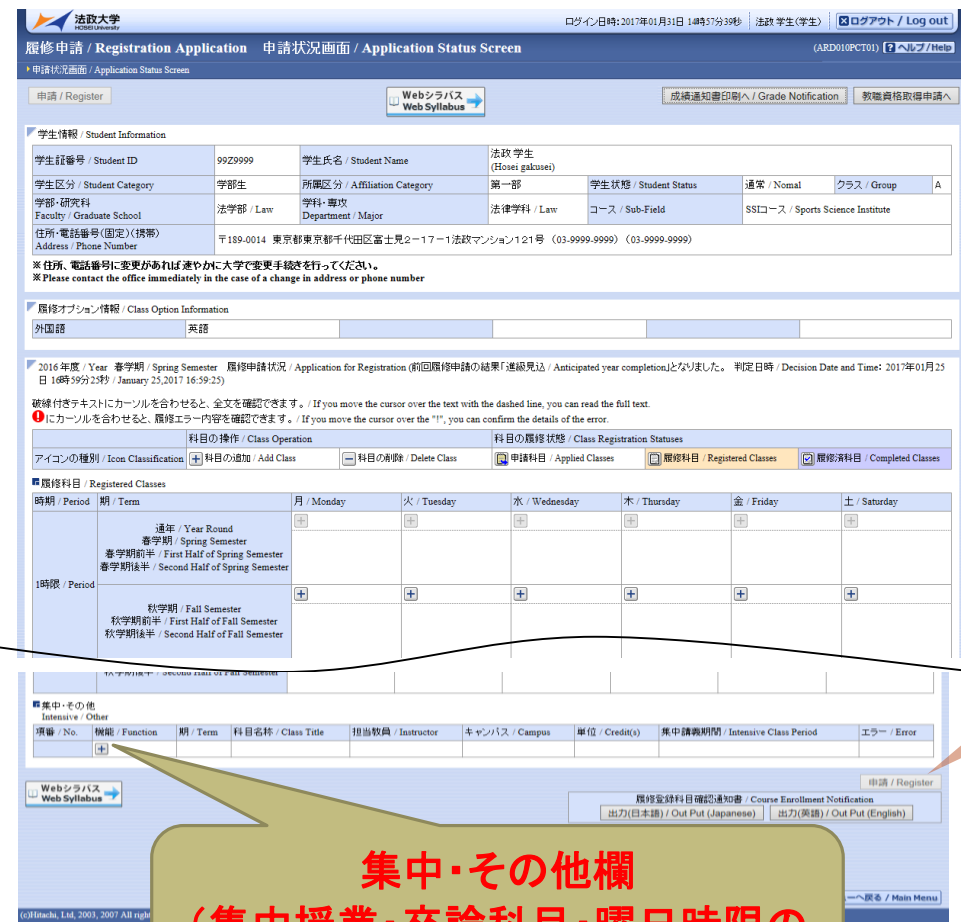 法政大学
HOSEI University
ログイン日時:2017年01月31日 14時57分39秒 法政 学生(学生) ログアウト / Log out
履修申請 / Registration Application 申請状況画面 / Application Status Screen (ARD010PCT01) ヘルプ/Help
申請状況画面 / Application Status Screen
申請 / Register Webシラバス 成績通知書印刷へ / Grade Notification 教職資格取得申請へ
Web Syllabus
学生情報 / Student Information
学生証番号 / Student ID 99Z9999 学生氏名 / Student Name 法政 学生
(Hosei gakusei)
学生区分 / Student Category 学部生 所属区分 / Affiliation Category 第一部 学生状態 / Student Status 通常 / Nomal クラス / Group A
学部・研究科
Faculty / Graduate School 法学部 / Law 学科・専攻
Department / Major 法律学科 / Law コース / Sub-Field SSIコース / Sports Science Institute
住所・電話番号(固定)(携帯)
Address / Phone Number 〒189-0014 東京都東京都千代田区富士見2-17-1法政マンション121号 (03-9999-9999) (03-9999-9999)
※住所、電話番号に変更があれば速やかに大学で変更手続きを行ってください。
※Please contact the office immediately in the case of a change in address or phone number
履修オプション情報 / Class Option Information
外国語 英語
2016 年度 / Year 春学期 / Spring Semester 履修申請状況 / Application for Registration (前回履修申請の結果「進級見込 / Anticipated year completion」となりました。 判定日時 / Decision Date and Time: 2017年01月25
日 16時59分25秒 / January 25,2017 16:59:25)
破線付きテキストにカーソルを合わせると、全文を確認できます。/ If you move the cursor over the text with the dashed line, you can read the full text.
!にカーソルを合わせると、履修エラー内容を確認できます。/ If you move the cursor over the "!", you can confirm the details of the error.
科目の操作 / Class Operation 科目の履修状態 / Class Registration Statuses
アイコンの種別 / Icon Classification + 科目の追加 / Add Class - 科目の削除 / Delete Class 申請科目 / Applied Classes 履修科目 / Registered Classes 履修済科目 / Completed Classes
履修科目 / Registered Classes
時期 / Period 期 / Term 月 / Monday 火 / Tuesday 水 / Wednesday 木 / Thursday 金 / Friday 土 / Saturday
通年 / Year Round
春学期 / Spring Semester
春学期前半 / First Half of Spring Semester
春学期後半 / Second Half of Spring Semester
+ + + + + +
1時限 / Period
秋学期 / Fall Semester
秋学期前半 / First Half of Fall Semester
秋学期後半 / Second Half of Fall Semester
+ + + + + +
秋学期後半 / Second Half of Fall Semester
集中・その他
Intensive / Other
項番 / No. 機能 / Function 期 / Term 科目名称 / Class Title 担当教員 / Instructor キャンパス / Campus 単位 / Credit(s) 集中講義期間 / Intensive Class Period エラー / Error
+
申請 / Register
Webシラバス
Web Syllabus
履修登録科目確認通知書 / Course Enrollment Notification
出力(日本語) / Out Put (Japanese) 出力(英語) / Out Put (English)
集中・その他欄
(集中授業・卒論科目・曜日時限の
ーへ戻る / Main Menu
(c)Hitachi, Ltd, 2003, 2007 All right